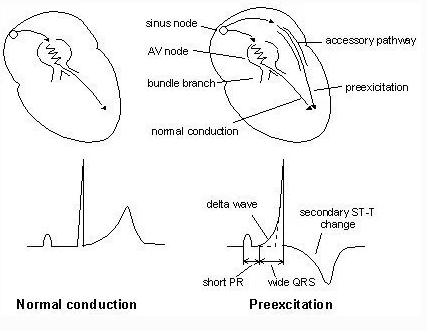 sinus node
AV node
bundle branch
accessory pathway
preexcitation
normal conduction
delta wave
secondary ST-T
change
short PR
wide QRS
Normal conduction
Preexcitation